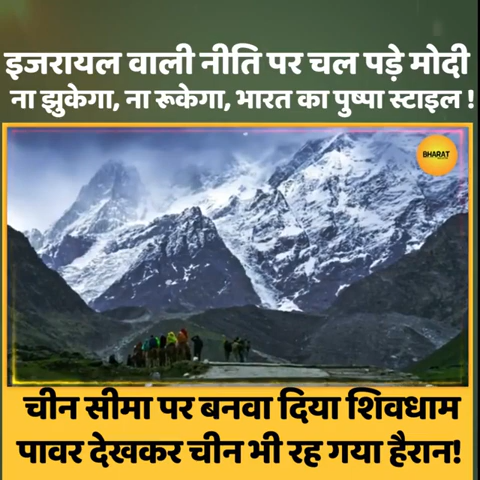 इजरायल वाली नीति पर चल पड़े मोदी
ना झुकेगा, ना रूकेगा, भारत का पुष्पा स्टाइल !
BHARAT
चीन सीमा पर बनवा दिया शिवधाम
पावर देखकर चीन भी रह गया हैरान!